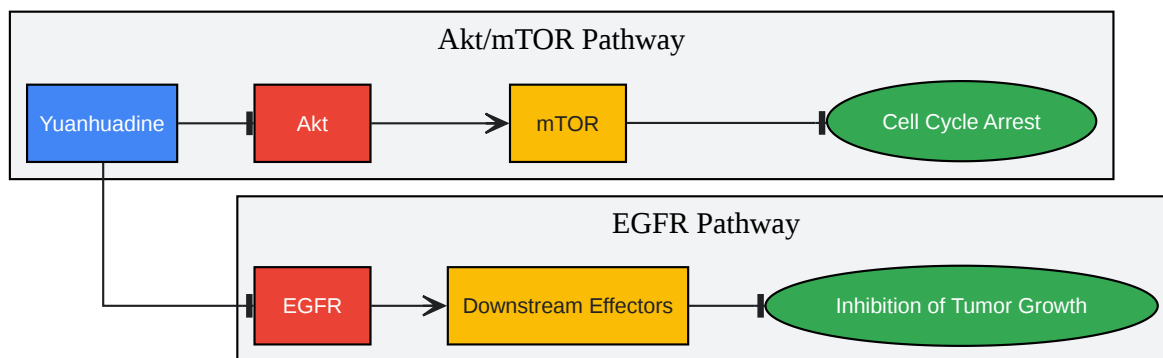 Akt/mTOR Pathway
Yuanhuadine
Akt
mTOR
Cell Cycle Arrest
EGFR Pathway
EGFR
Downstream Effectors
Inhibition of Tumor Growth